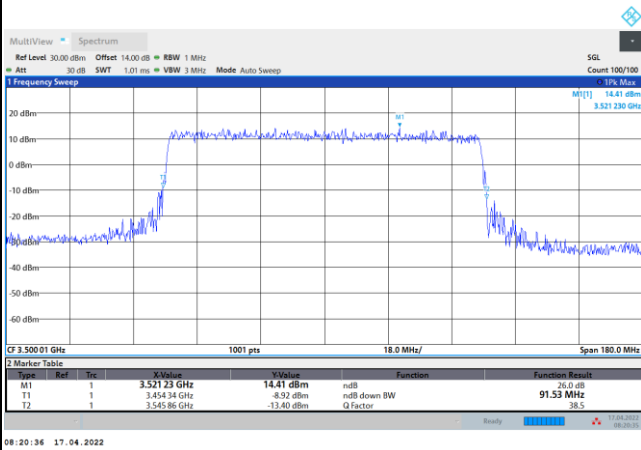 MultiView Spectrum
Ref Level 30.00 dBm Offset 14.00 dB RBW 1 MHz SGL
Att 30 dB SWT 1.01 ms VBW 3 MHz Mode Auto Sweep Count 100/100
1 Frequency Sweep 1Pk Max
M1[1] 14.41 dBm
3.521 230 GHz
20 dBm
M1
10 dBm
0 dBm
-10 dBm
-20 dBm
-30 dBm
-40 dBm
-50 dBm
-60 dBm
CF 3.500 01 GHz 1001 pts 18.0 MHz/ Span 180.0 MHz
2 Marker Table
Type Ref Trc X-Value Y-Value Function Function Result
M1 1 3.521 23 GHz 14.41 dBm ndB 26.0 dB
T1 1 3.454 34 GHz -8.92 dBm ndB down BW 91.53 MHz
T2 1 3.545 86 GHz -13.40 dBm Q Factor 38.5
Ready 17.04.2022
08:20:35
08:20:36 17.04.2022